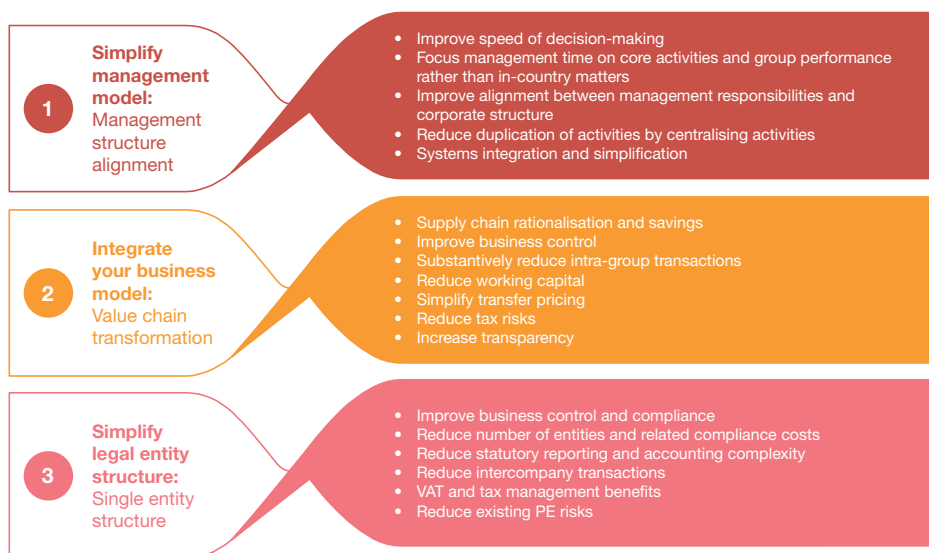 1
Simplify
management
model:
Management
structure
alignment
• Improve speed of decision-making
• Focus management time on core activities and group performance
rather than in-country matters
• Improve alignment between management responsibilities and
corporate structure
• Reduce duplication of activities by centralising activities
• Systems integration and simplification
2
Integrate
your business
model:
Value chain
transformation
• Supply chain rationalisation and savings
• Improve business control
• Substantively reduce intra-group transactions
• Reduce working capital
• Simplify transfer pricing
• Reduce tax risks
• Increase transparency
3
Simplify
legal entity
structure:
Single entity
structure
• Improve business control and compliance
• Reduce number of entities and related compliance costs
• Reduce statutory reporting and accounting complexity
• Reduce intercompany transactions
• VAT and tax management benefits
• Reduce existing PE risks